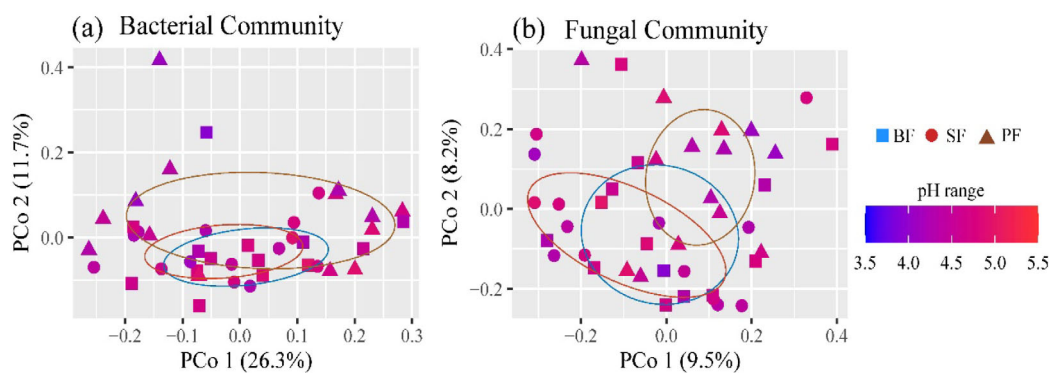 (a) Bacterial Community
0.4
0.2
0.0
PCo 2 (11.7%)
−0.2 −0.1 0.0 0.1 0.2 0.3
PCo 1 (26.3%)
(b) Fungal Community
0.4
0.2
0.0
−0.2
PCo 2 (8.2%)
−0.2 0.0 0.2 0.4
PCo 1 (9.5%)
BF SF PF
pH range
3.5 4.0 4.5 5.0 5.5